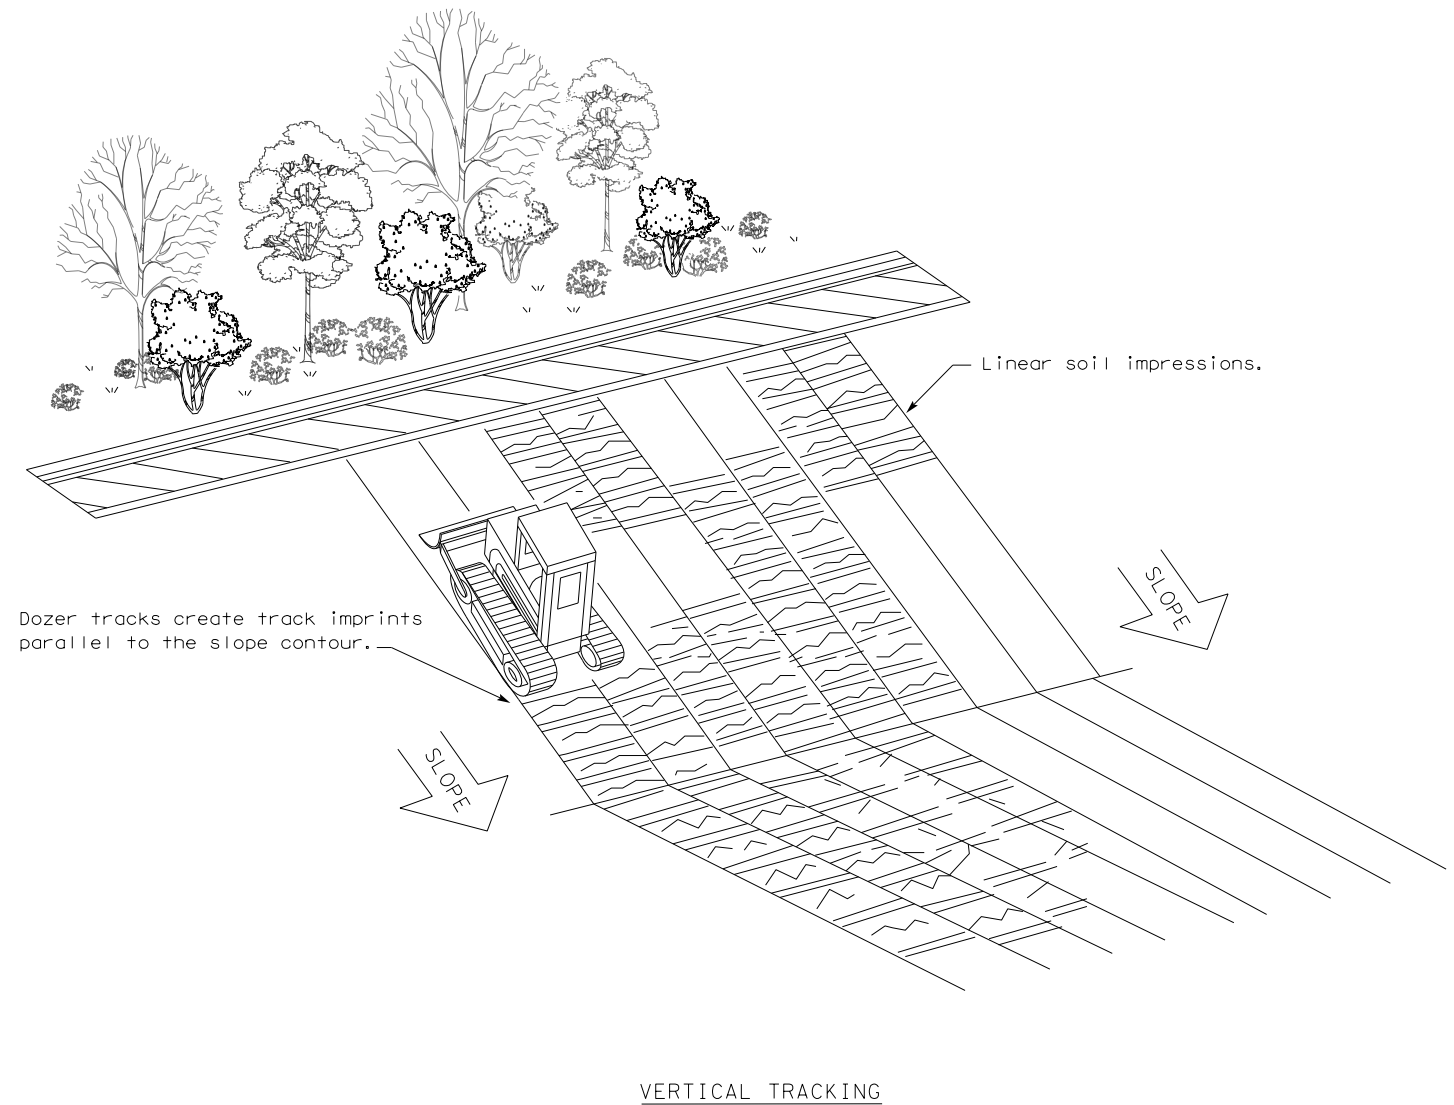 Linear soil impressions.
SLOPE
Dozer tracks create track imprints
parallel to the slope contour.
SLOPE
VERTICAL TRACKING